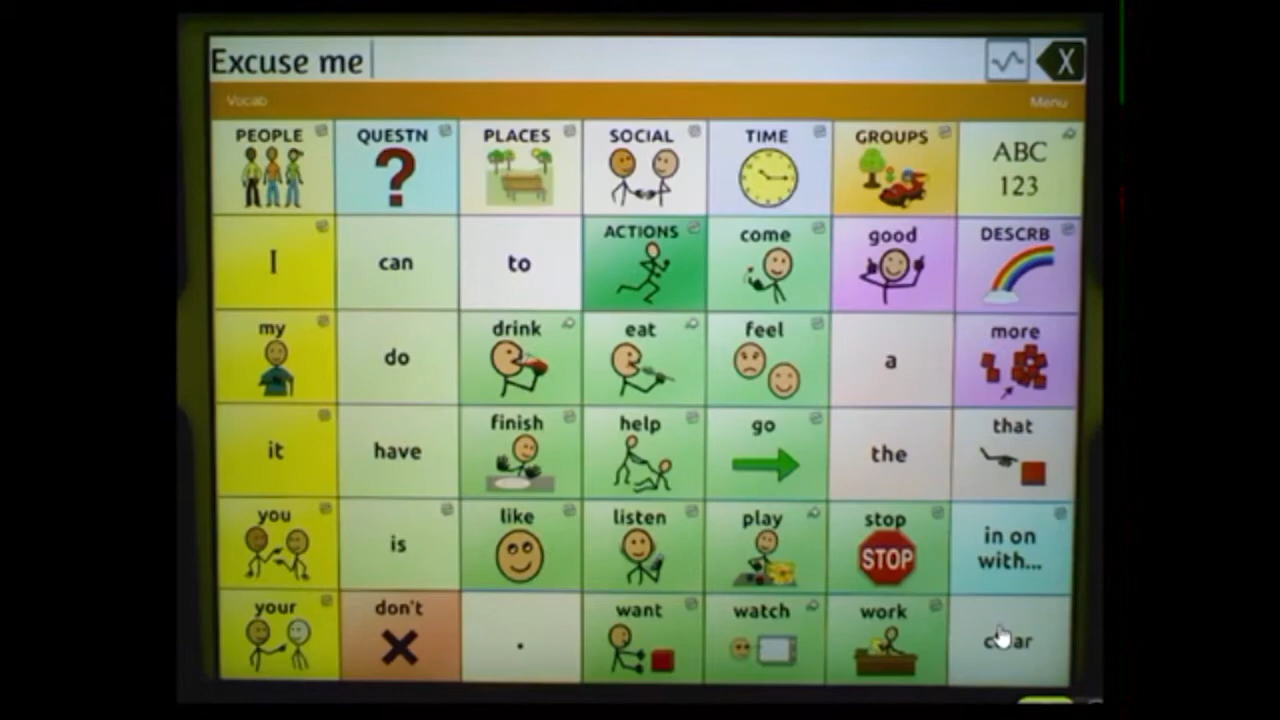 Excuse me
X
Vocab
Menu
PEOPLE
QUESTN
?
PLACES
SOCIAL
TIME
GROUPS
ABC
123
I
can
to
ACTIONS
come
good
DESCRB
my
do
drink
eat
feel
a
more
it
have
finish
help
go
the
that
you
is
like
listen
play
stop
STOP
in on
with...
your
don't
.
want
watch
work